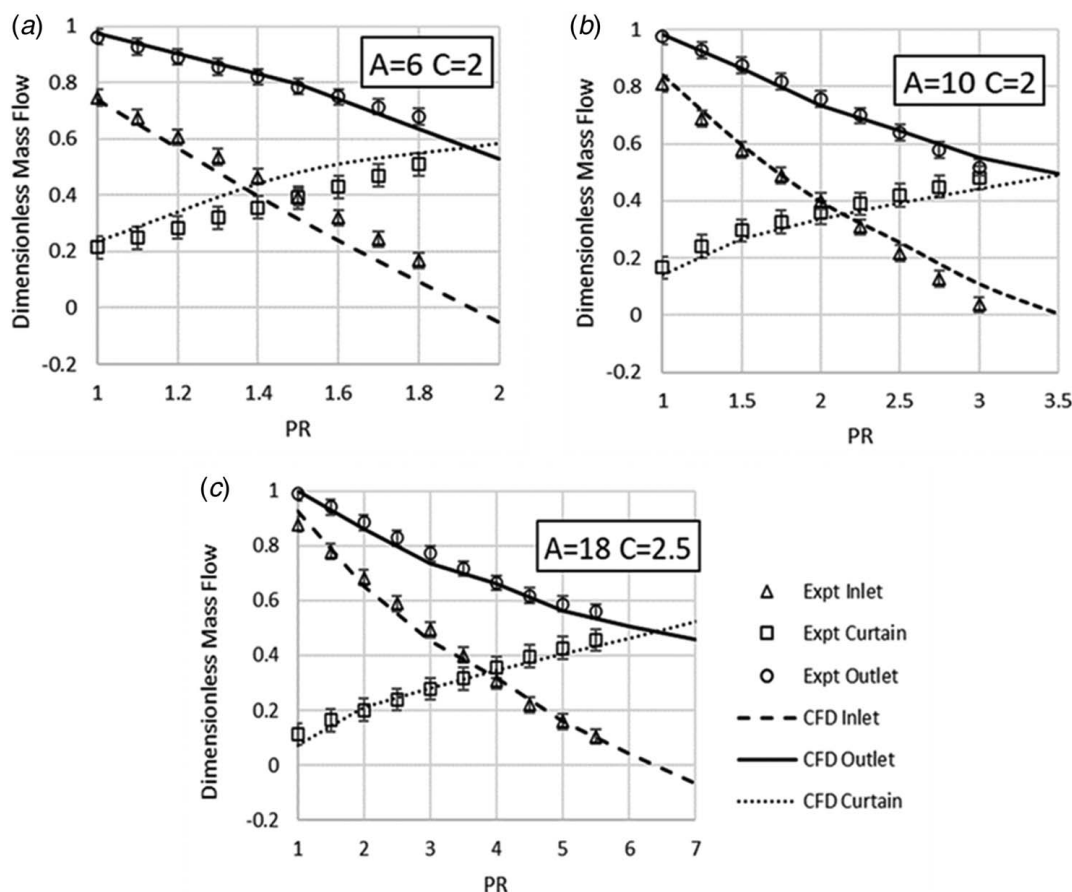 (a)
A=6 C=2
Dimensionless Mass Flow
1
0.8
0.6
0.4
0.2
0
-0.2
1 1.2 1.4 1.6 1.8 2
PR
(b)
A=10 C=2
Dimensionless Mass Flow
1
0.8
0.6
0.4
0.2
0
-0.2
1 1.5 2 2.5 3 3.5
PR
(c)
A=18 C=2.5
Dimensionless Mass Flow
1
0.8
0.6
0.4
0.2
0
-0.2
1 2 3 4 5 6 7
PR
Expt Inlet
Expt Curtain
Expt Outlet
CFD Inlet
CFD Outlet
CFD Curtain